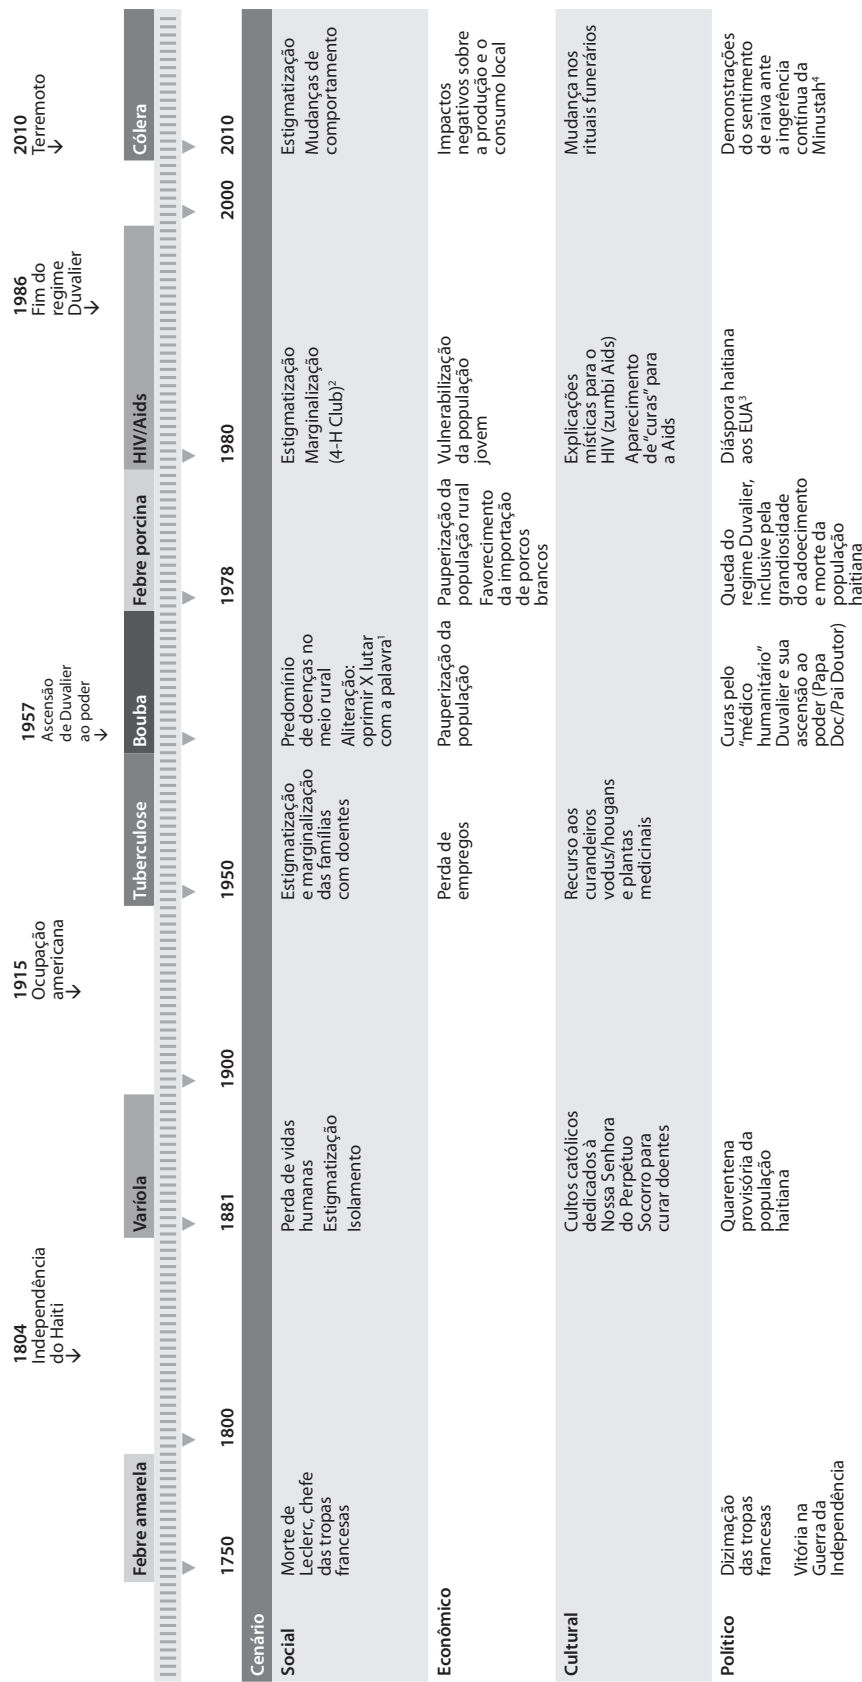 1804
Independência
do Haiti
1915
Ocupação
americana
1957
Ascensão
de Duvalier
ao poder
1986
Fim do
regime
Duvalier
2010
Terremoto
Febre amarela
Varíola
Tuberculose
Bouba
Febre porcina
HIV/Aids
Cólera
1750
1800
1881
1900
1950
1978
1980
2000
2010
Cenário
Social
Morte de
Leclerc, chefe
das tropas
francesas
Perda de vidas
humanas
Estigmatização
Isolamento
Estigmatização
e marginalização
das famílias
com doentes
Predomínio
de doenças no
meio rural
Aliteração:
oprimir X lutar
com a palavra¹
Estigmatização
Marginalização
(4-H Club)²
Estigmatização
Mudanças de
comportamento
Econômico
Perda de
empregos
Pauperização da
população
Pauperização da
população rural
Favorecimento
da importação
de porcos
brancos
Vulnerabilização
da população
jovem
Impactos
negativos sobre
a produção e o
consumo local
Cultural
Cultos católicos
dedicados à
Nossa Senhora
do Perpétuo
Socorro para
curar doentes
Recurso aos
curandeiros
vodus/hougans
e plantas
medicinais
Explicações
místicas para o
HIV (zumbi Aids)
Aparecimento
de "curas" para
a Aids
Mudança nos
rituais funerários
Político
Dizimação
das tropas
francesas
Vitória na
Guerra da
Independência
Quarentena
provisória da
população
haitiana
Curas pelo
"médico
humanitário"
Duvalier e sua
ascensão ao
poder (Papa
Doc/Pai Doutor)
Queda do
regime Duvalier,
inclusive pela
grandiosidade
do adoecimento
e morte da
população
haitiana
Diáspora haitiana
aos EUA³
Demonstrações
do sentimento
de raiva ante
a ingerência
contínua da
Minustah⁴